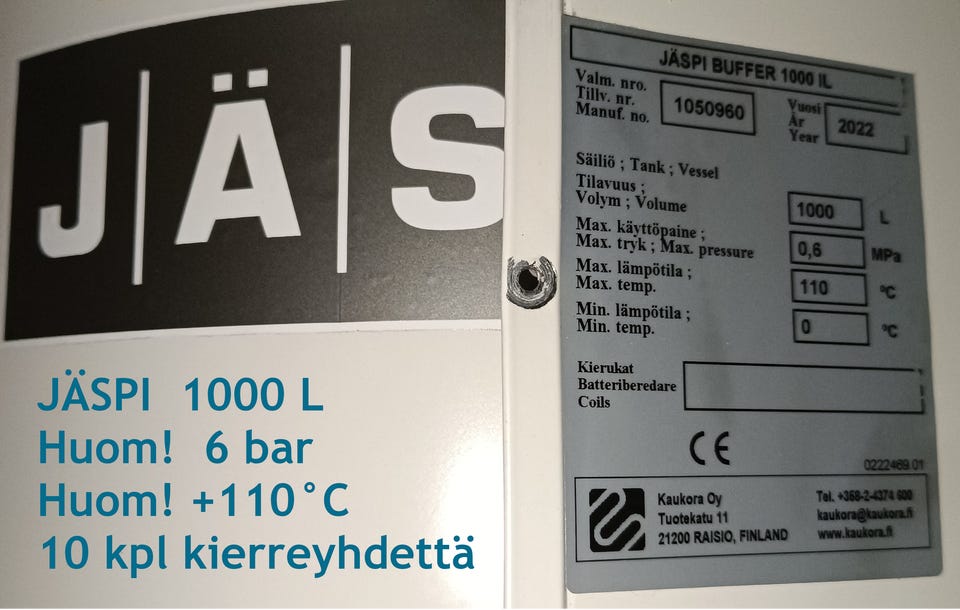 JÄS
JÄSPI 1000 L
Huom! 6 bar
Huom! +110°C
10 kpl kierreyhdettä
JÄSPI BUFFER 1000 IL
Valm. nro.
Tillv. nr.
Manuf. no.
1050960
Vuosi
År
Year
2022
Säiliö ; Tank ; Vessel
Tilavuus ;
Volym ; Volume
1000 L
Max. käyttöpaine ;
Max. tryk ; Max. pressure
0,6 MPa
Max. lämpötila ;
Max. temp.
110 ºC
Min. lämpötila ;
Min. temp.
0 ºC
Kierukat
Batteriberedare
Coils
CE
0222469.01
Kaukora Oy
Tuotekatu 11
21200 RAISIO, FINLAND
Tel. +358-2-4374 600
kaukora@kaukora.fi
www.kaukora.fi